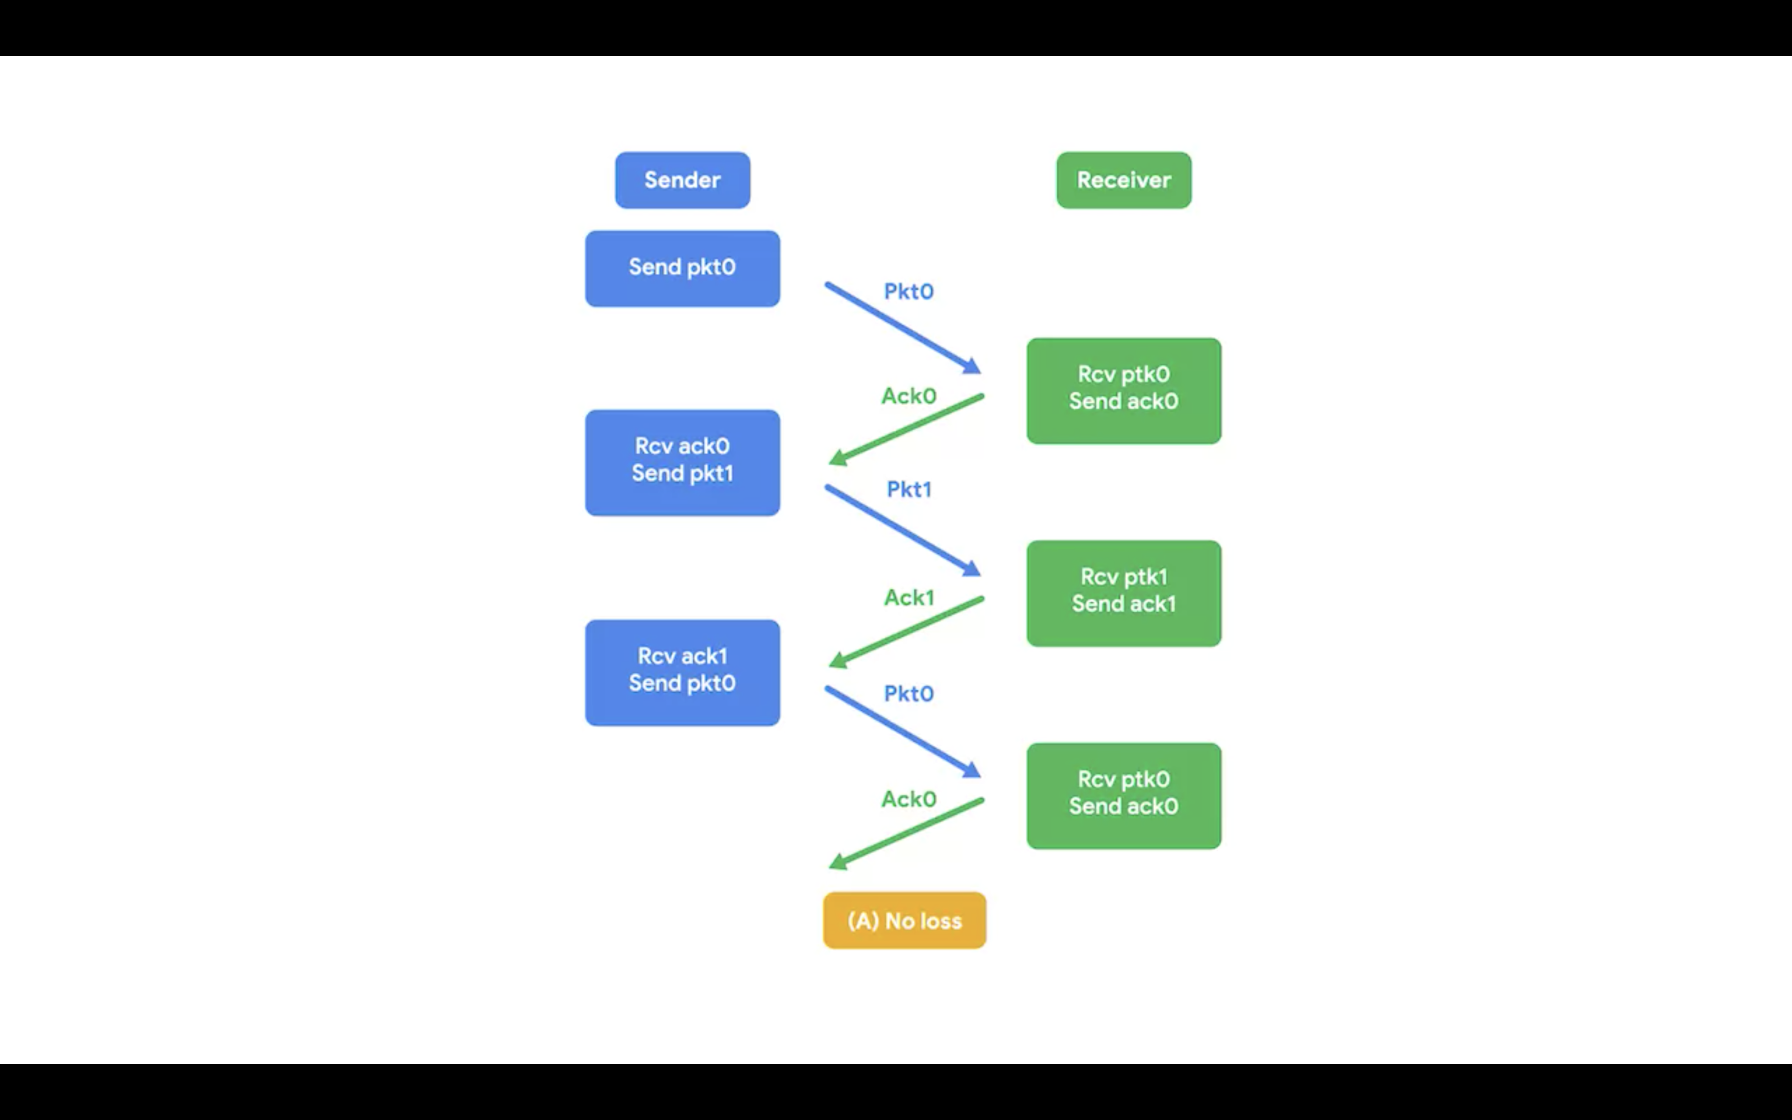 Sender
Receiver
Send pkt0
Pkt0
Rcv ptk0
Send ack0
Ack0
Rcv ack0
Send pkt1
Pkt1
Rcv ptk1
Send ack1
Ack1
Rcv ack1
Send pkt0
Pkt0
Rcv ptk0
Send ack0
Ack0
(A) No loss